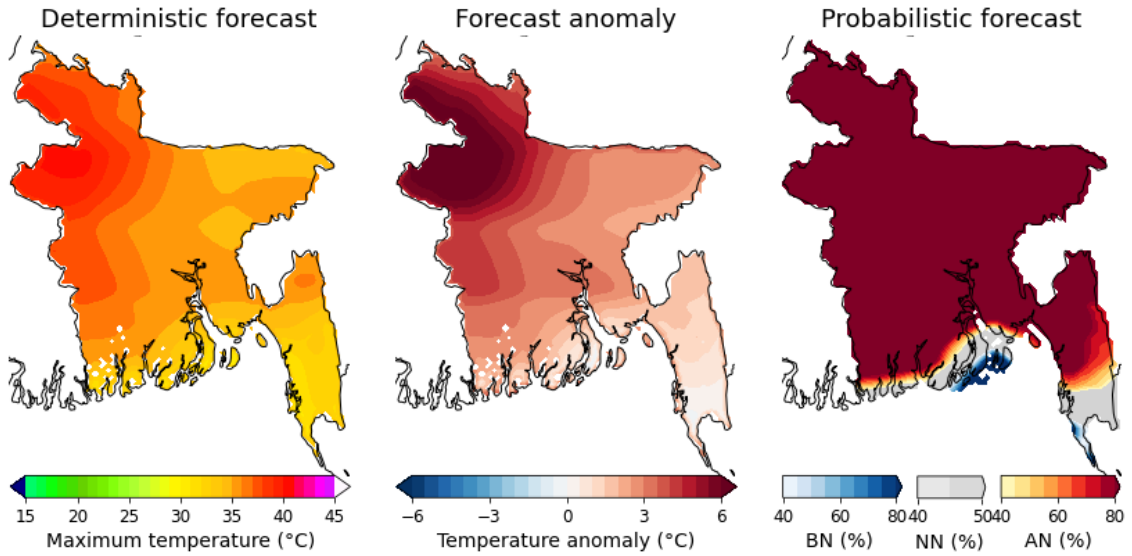 Deterministic forecast
Forecast anomaly
Probabilistic forecast
15 20 25 30 35 40 45
Maximum temperature (°C)
−6 −3 0 3 6
Temperature anomaly (°C)
40 60 80
BN (%)
40 50
NN (%)
40 60 80
AN (%)